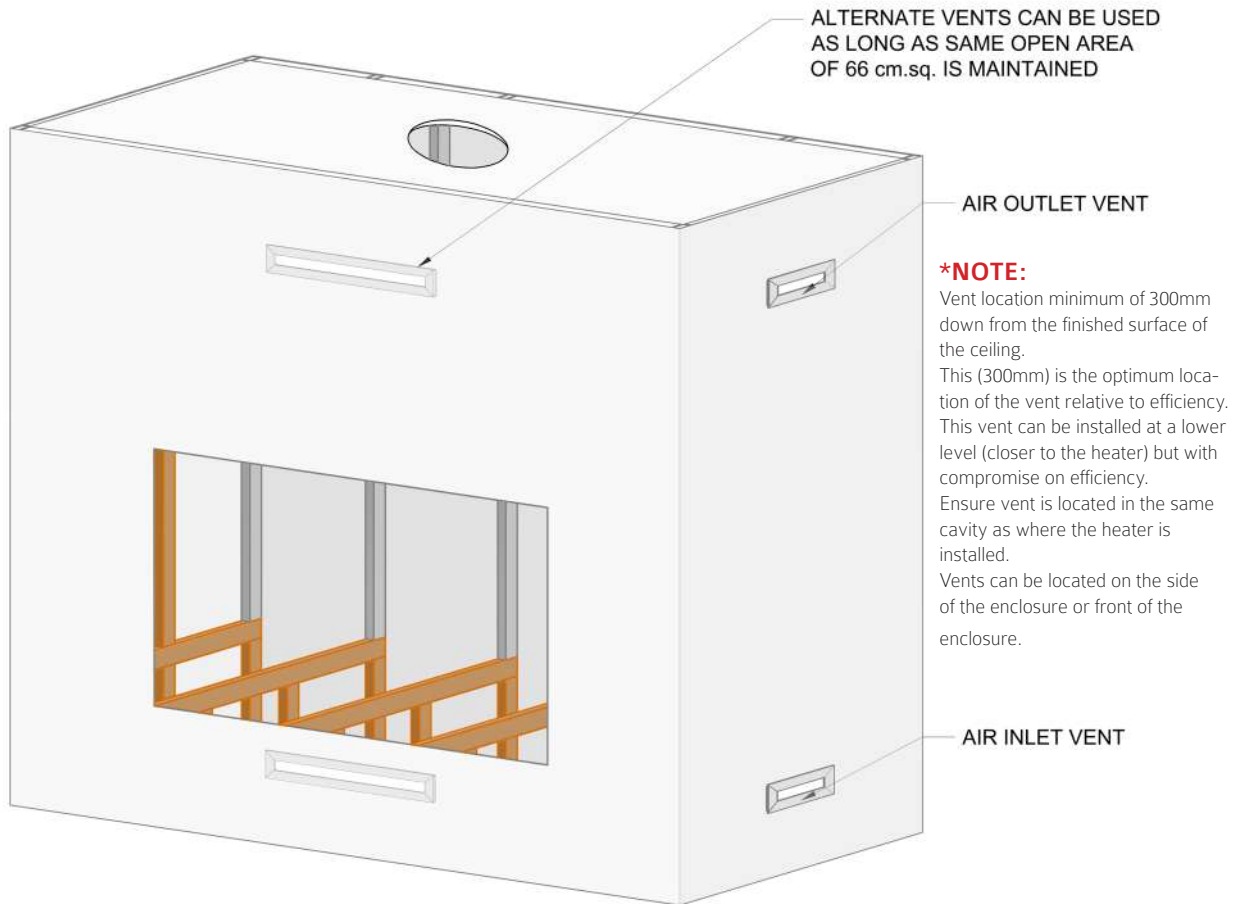 ALTERNATE VENTS CAN BE USED
AS LONG AS SAME OPEN AREA
OF 66 cm.sq. IS MAINTAINED
AIR OUTLET VENT
*NOTE:
Vent location minimum of 300mm
down from the finished surface of
the ceiling.
This (300mm) is the optimum loca-
tion of the vent relative to efficiency.
This vent can be installed at a lower
level (closer to the heater) but with
compromise on efficiency.
Ensure vent is located in the same
cavity as where the heater is
installed.
Vents can be located on the side
of the enclosure or front of the
enclosure.
AIR INLET VENT